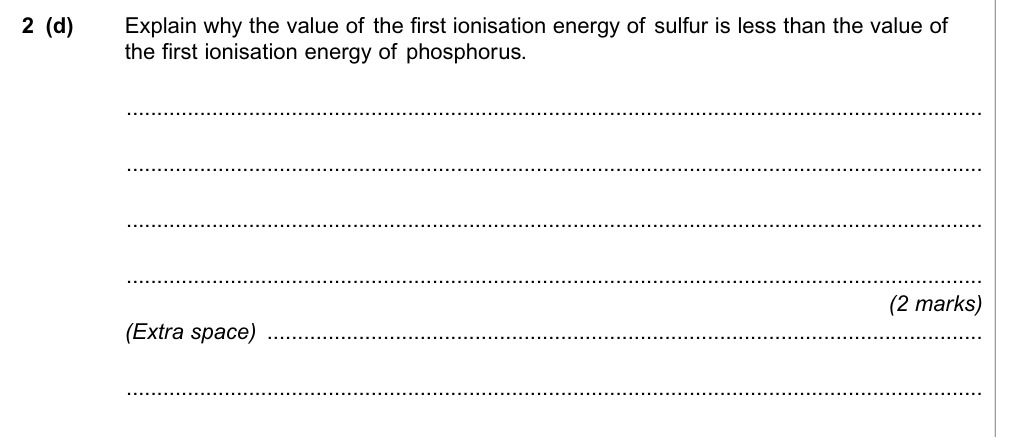 2 (d) Explain why the value of the first ionisation energy of sulfur is less than the value of
the first ionisation energy of phosphorus.
....................................................................................................
....................................................................................................
....................................................................................................
....................................................................................................
(2 marks)
(Extra space) ....................................................................................................
....................................................................................................